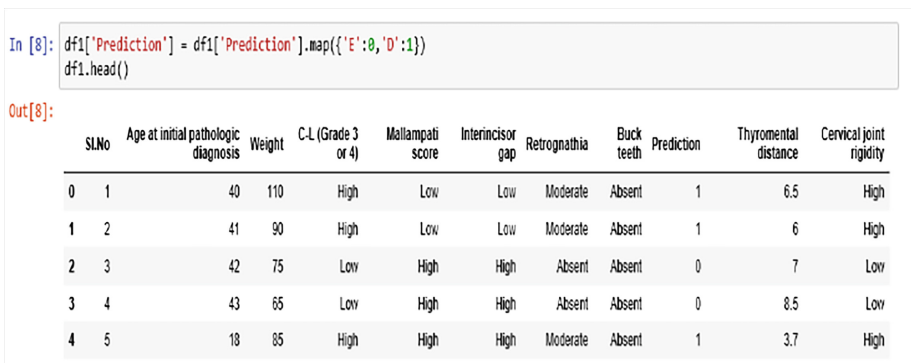 In [8]: df1['Prediction'] = df1['Prediction'].map({'E':0,'D':1})
df1.head()
Out[8]:
Sl.No Age at initial pathologic diagnosis Weight C-L (Grade 3 or 4) Mallampati score Interincisor gap Retrognathia Buck teeth Prediction Thyromental distance Cervical joint rigidity
0 1 40 110 High Low Low Moderate Absent 1 6.5 High
1 2 41 90 High Low Low Moderate Absent 1 6 High
2 3 42 75 Low High High Absent Absent 0 7 Low
3 4 43 65 Low High High Absent Absent 0 8.5 Low
4 5 18 85 High High High Moderate Absent 1 3.7 High